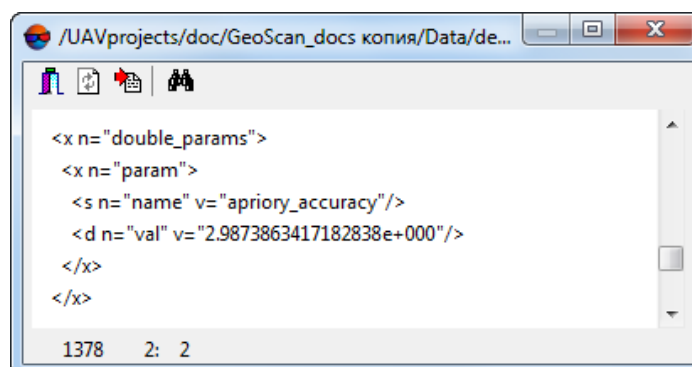 /UAVprojects/doc/GeoScan_docs копия/Data/de...
<x n="double_params">
<x n="param">
<s n="name" v="apriory_accuracy"/>
<d n="val" v="2.9873863417182838e+000"/>
</x>
</x>
1378 2: 2